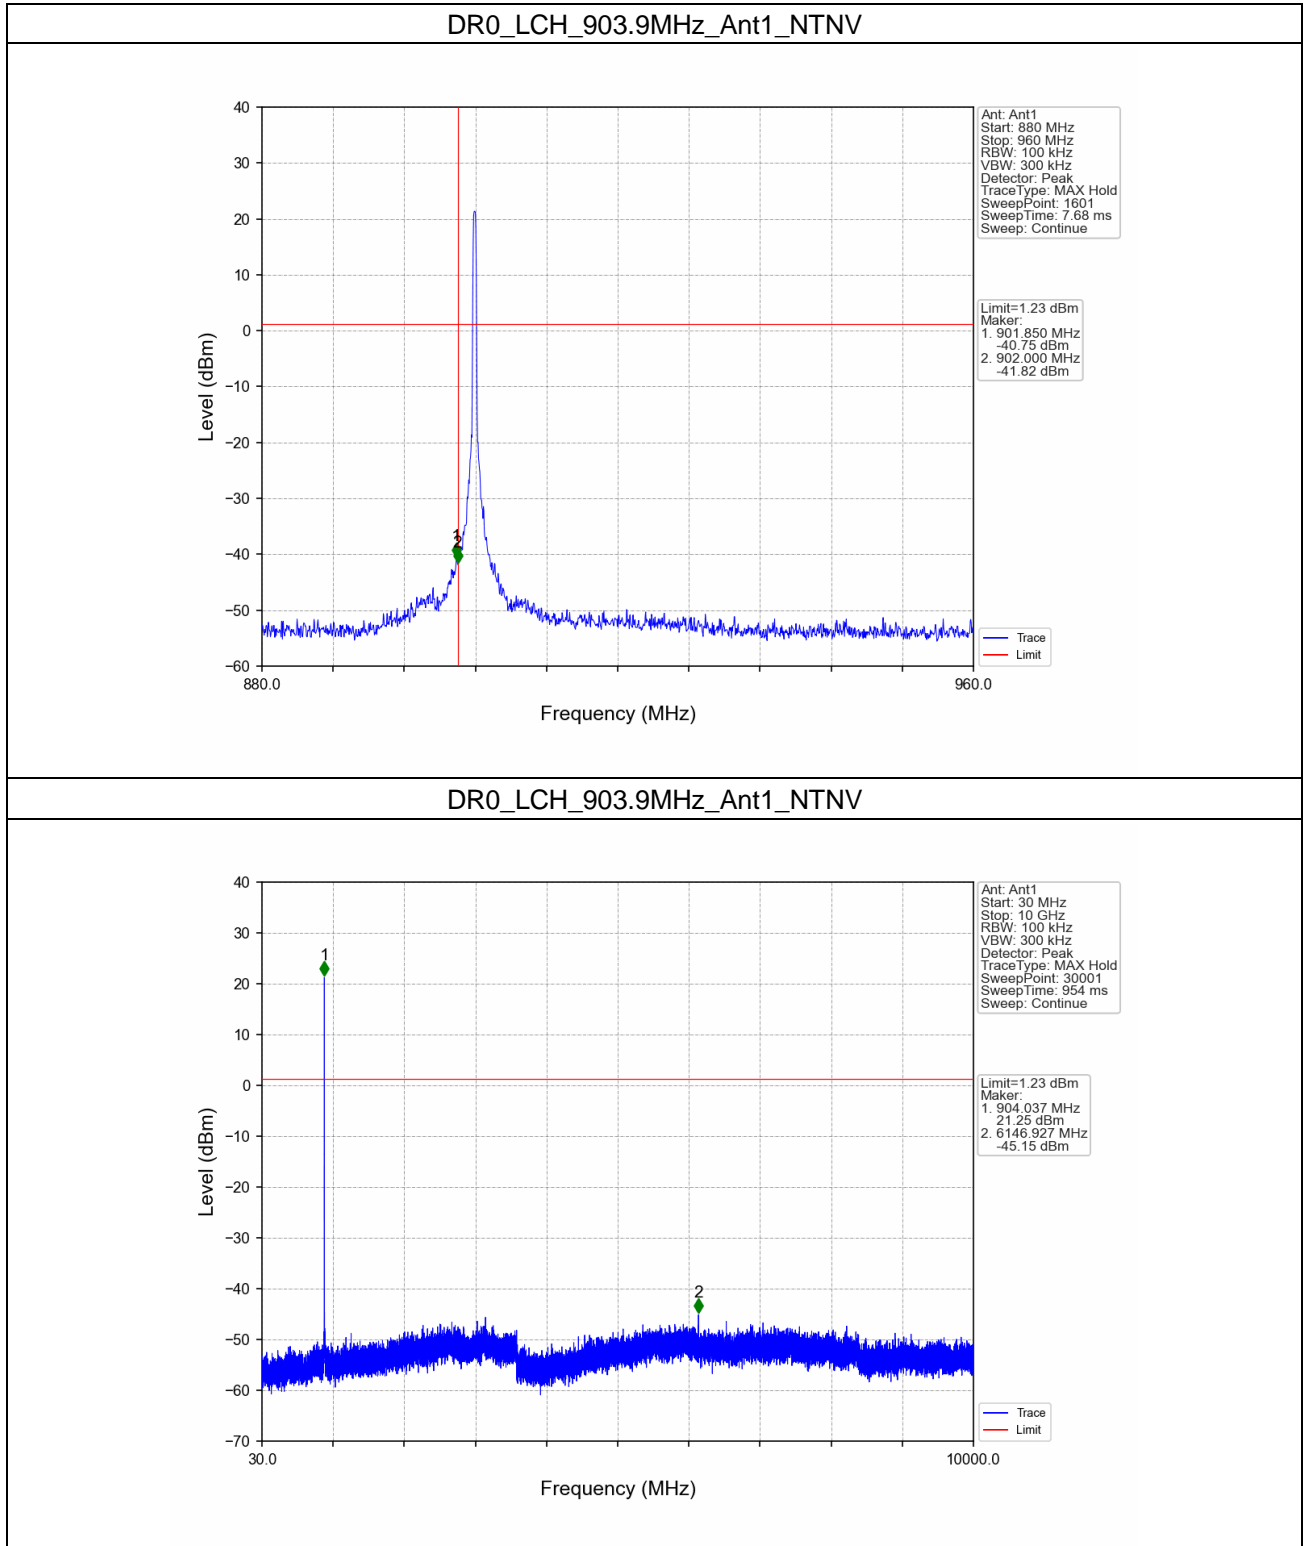 DR0_LCH_903.9MHz_Ant1_NTNV
40
30
20
10
0
−10
−20
−30
−40
−50
−60
Level (dBm)
880.0
960.0
Frequency (MHz)
1
2
Ant: Ant1
Start: 880 MHz
Stop: 960 MHz
RBW: 100 kHz
VBW: 300 kHz
Detector: Peak
TraceType: MAX Hold
SweepPoint: 1601
SweepTime: 7.68 ms
Sweep: Continue
Limit=1.23 dBm
Maker:
1. 901.850 MHz
-40.75 dBm
2. 902.000 MHz
-41.82 dBm
Trace
Limit
DR0_LCH_903.9MHz_Ant1_NTNV
40
30
20
10
0
−10
−20
−30
−40
−50
−60
−70
Level (dBm)
30.0
10000.0
Frequency (MHz)
1
2
Ant: Ant1
Start: 30 MHz
Stop: 10 GHz
RBW: 100 kHz
VBW: 300 kHz
Detector: Peak
TraceType: MAX Hold
SweepPoint: 30001
SweepTime: 954 ms
Sweep: Continue
Limit=1.23 dBm
Maker:
1. 904.037 MHz
21.25 dBm
2. 6146.927 MHz
-45.15 dBm
Trace
Limit